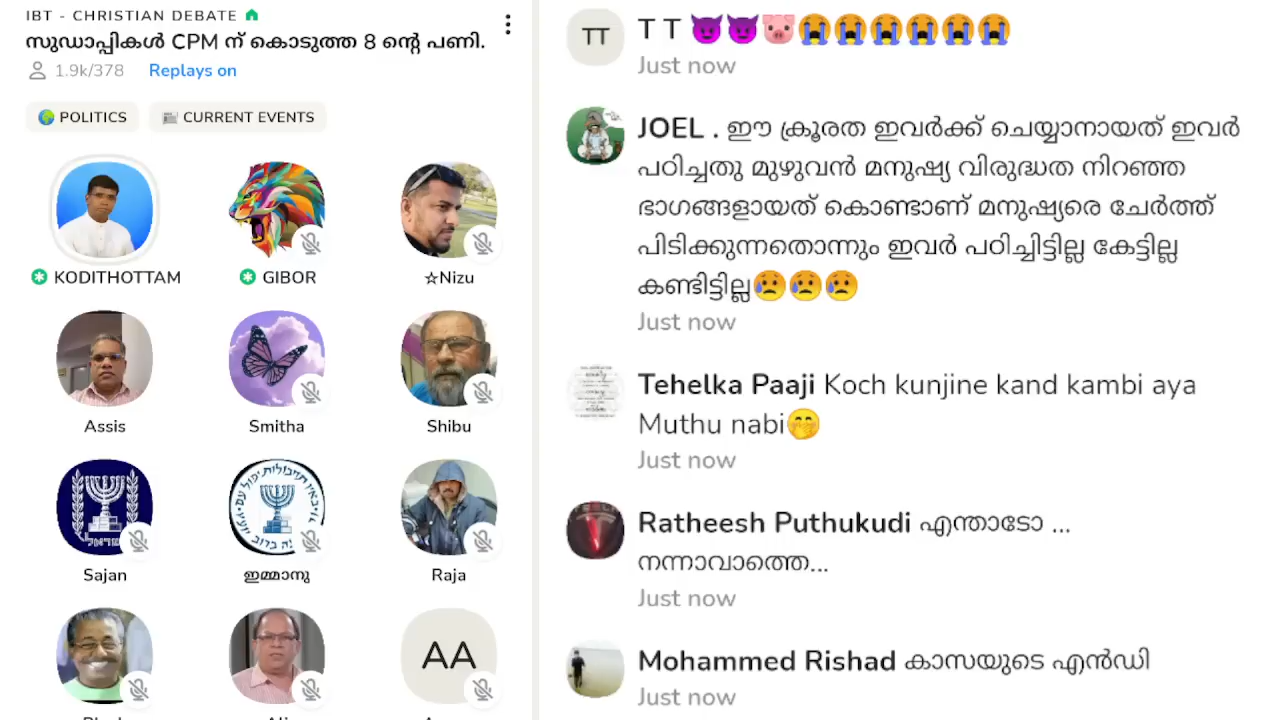 IBT - CHRISTIAN DEBATE
സുഡാപ്പികൾ CPM ന് കൊടുത്ത 8 ന്റെ പണി.
1.9k/378 Replays on
POLITICS CURRENT EVENTS
KODITHOTTAM GIBOR ☆Nizu
Assis Smitha Shibu
Sajan ഇമ്മാനു Raja
AA
TT T T 😈😈🐷😭😭😭😭😭😭
Just now
JOEL . ഈ ക്രൂരത ഇവർക്ക് ചെയ്യാനായത് ഇവർ
പഠിച്ചതു മുഴുവൻ മനുഷ്യ വിരുദ്ധത നിറഞ്ഞ
ഭാഗങ്ങളായത് കൊണ്ടാണ് മനുഷ്യരെ ചേർത്ത്
പിടിക്കുന്നതൊന്നും ഇവർ പഠിച്ചിട്ടില്ല കേട്ടില്ല
കണ്ടിട്ടില്ല😥😥😥
Just now
Tehelka Paaji Koch kunjine kand kambi aya
Muthu nabi🤭
Just now
Ratheesh Puthukudi എന്താടോ ...
നന്നാവാത്തെ...
Just now
Mohammed Rishad കാസയുടെ എൻഡി
Just now